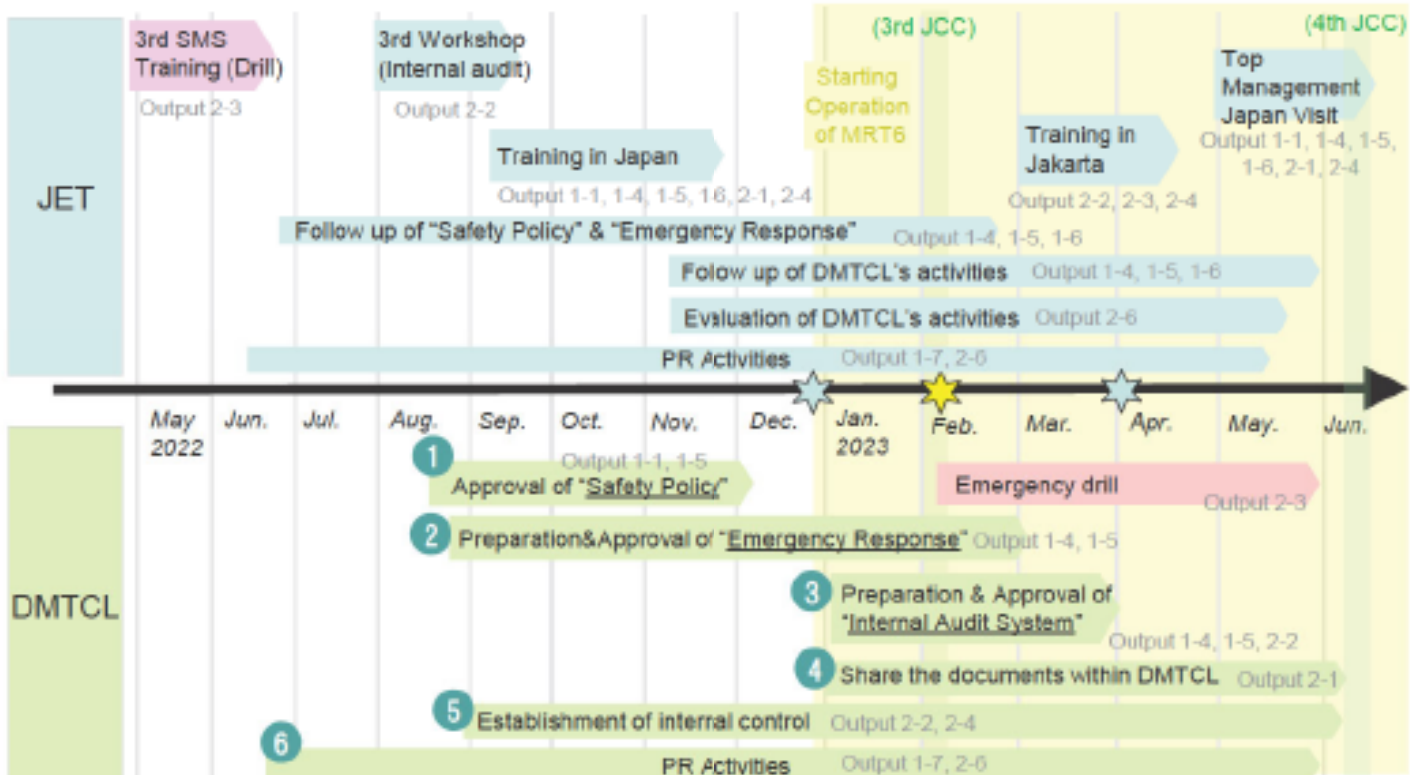 (3rd JCC)
(4th JCC)
3rd SMS
Training (Drill)
Output 2-3
3rd Workshop
(Internal audit)
Output 2-2
Starting
Operation
of MRT6
Top
Management
Japan Visit
Output 1-1, 1-4, 1-5,
1-6, 2-1, 2-4
Training in Japan
Output 1-1, 1-4, 1-5, 16, 2-1, 2-4
Training in
Jakarta
Output 2-2, 2-3, 2-4
JET
Follow up of "Safety Policy" & "Emergency Response"
Output 1-4, 1-5, 1-6
Folow up of DMTCL's activities Output 1-4, 1-5, 1-6
Evaluation of DMTCL's activities Output 2-6
PR Activities Output 1-7, 2-6
May
2022
Jun.
Jul.
Aug.
Sep.
Oct.
Nov.
Dec.
Jan.
2023
Feb.
Mar.
Apr.
May.
Jun.
DMTCL
1
Output 1-1, 1-5
Approval of "Safety Policy"
Emergency drill
Output 2-3
2
Preparation&Approval of "Emergency Response" Output 1-4, 1-5
3
Preparation & Approval of
"Internal Audit System"
Output 1-4, 1-5, 2-2
4
Share the documents within DMTCL Output 2-1
5
Establishment of internal control Output 2-2, 2-4
6
PR Activities Output 1-7, 2-6